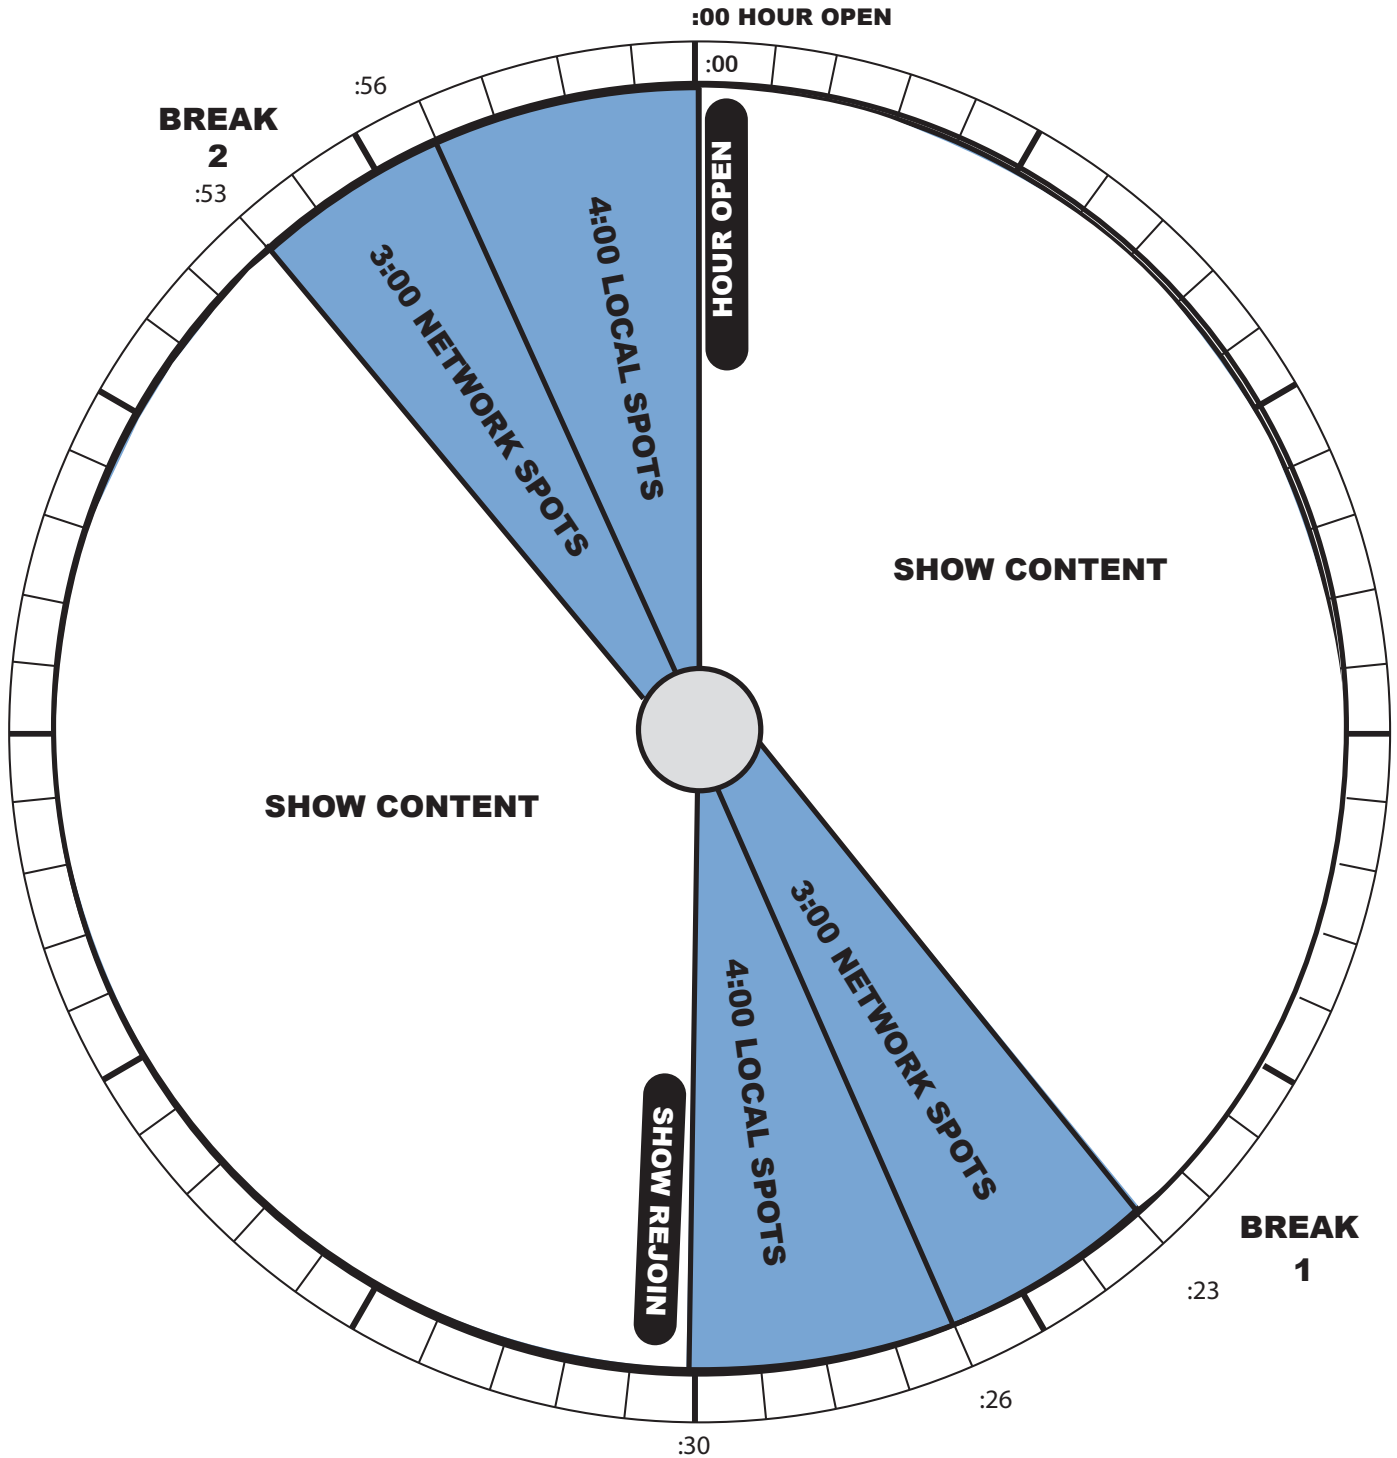 :00 HOUR OPEN
:00
:56
BREAK
2
:53
HOUR OPEN
4:00 LOCAL SPOTS
3:00 NETWORK SPOTS
SHOW CONTENT
SHOW CONTENT
3:00 NETWORK SPOTS
4:00 LOCAL SPOTS
SHOW REJOIN
BREAK
1
:23
:26
:30